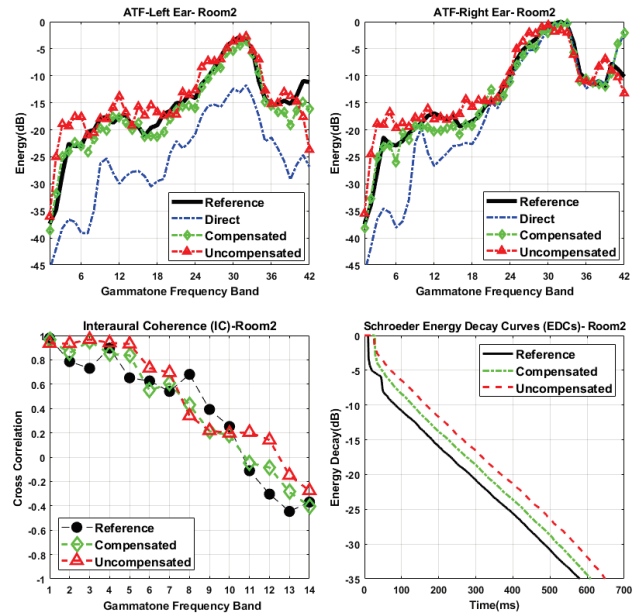 ATF-Left Ear- Room2
0
-5
-10
-15
-20
-25
-30
-35
-40
-45
Energy(dB)
6 12 18 24 30 36 42
Gammatone Frequency Band
Reference
Direct
Compensated
Uncompensated
ATF-Right Ear- Room2
0
-5
-10
-15
-20
-25
-30
-35
-40
-45
Energy(dB)
6 12 18 24 30 36 42
Gammatone Frequency Band
Reference
Direct
Compensated
Uncompensated
Interaural Coherence (IC)-Room2
1
0.8
0.6
0.4
0.2
0
-0.2
-0.4
-0.6
-0.8
-1
Cross Correlation
1 2 3 4 5 6 7 8 9 10 11 12 13 14
Gammatone Frequency Band
Reference
Compensated
Uncompensated
Schroeder Energy Decay Curves (EDCs)- Room2
0
-5
-10
-15
-20
-25
-30
-35
Energy Decay(dB)
0 100 200 300 400 500 600 700
Time(ms)
Reference
Compensated
Uncompensated